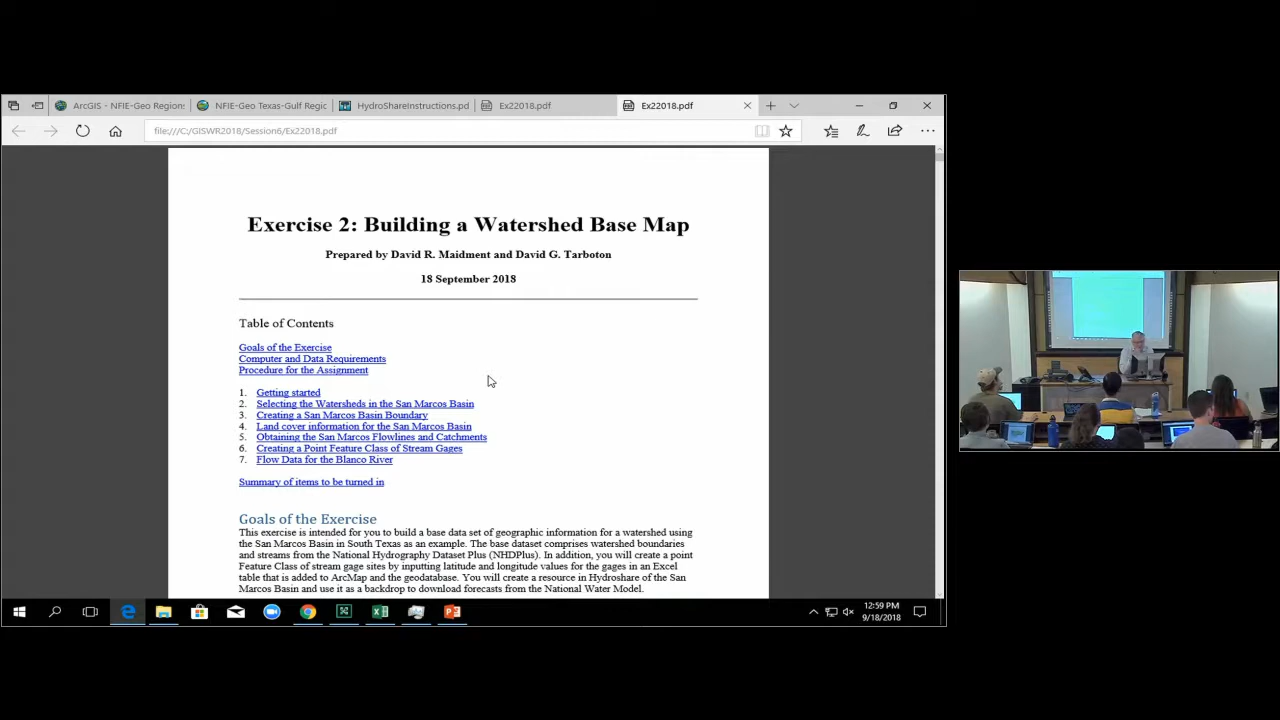 ArcGIS - NFIE-Geo Regions
NFIE-Geo Texas-Gulf Regic
HydroShareInstructions.pd
Ex22018.pdf
Ex22018.pdf
file:///C:/GISWR2018/Session6/Ex22018.pdf
Exercise 2: Building a Watershed Base Map
Prepared by David R. Maidment and David G. Tarboton
18 September 2018
Table of Contents
Goals of the Exercise
Computer and Data Requirements
Procedure for the Assignment
1. Getting started
2. Selecting the Watersheds in the San Marcos Basin
3. Creating a San Marcos Basin Boundary
4. Land cover information for the San Marcos Basin
5. Obtaining the San Marcos Flowlines and Catchments
6. Creating a Point Feature Class of Stream Gages
7. Flow Data for the Blanco River
Summary of items to be turned in
Goals of the Exercise
This exercise is intended for you to build a base data set of geographic information for a watershed using
the San Marcos Basin in South Texas as an example. The base dataset comprises watershed boundaries
and streams from the National Hydrography Dataset Plus (NHDPlus). In addition, you will create a point
Feature Class of stream gage sites by inputting latitude and longitude values for the gages in an Excel
table that is added to ArcMap and the geodatabase. You will create a resource in Hydroshare of the San
Marcos Basin and use it as a backdrop to download forecasts from the National Water Model.
12:59 PM
9/18/2018